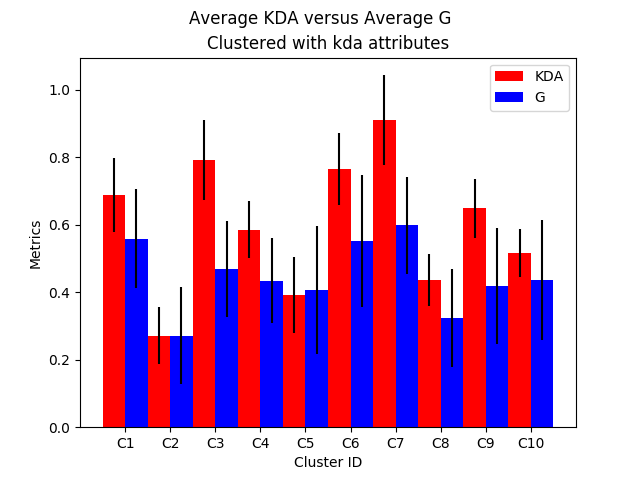 Average KDA versus Average G
Clustered with kda attributes
KDA
G
1.0
0.8
0.6
0.4
0.2
0.0
Metrics
C1 C2 C3 C4 C5 C6 C7 C8 C9 C10
Cluster ID